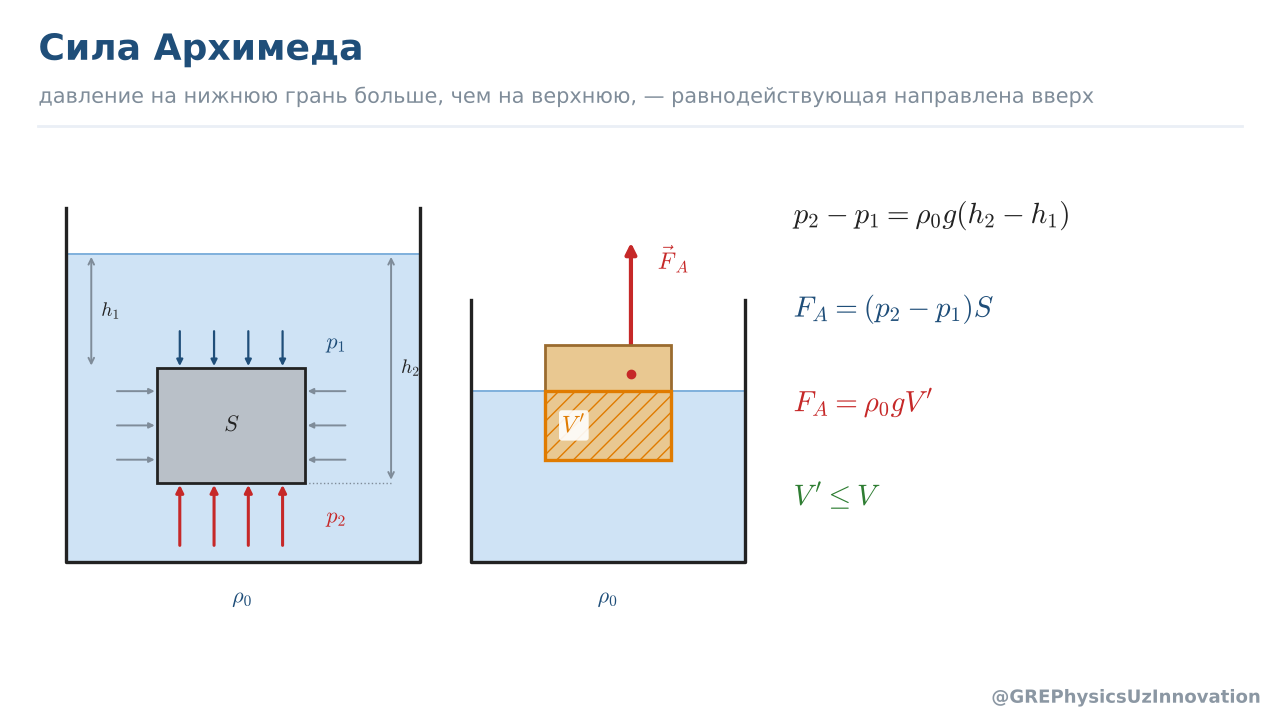 Сила Архимеда
давление на нижнюю грань больше, чем на верхнюю, — равнодействующая направлена вверх
p₂ − p₁ = ρ₀g(h₂ − h₁)
F⃗_A
h₁
F_A = (p₂ − p₁)S
p₁
h₂
F_A = ρ₀gV′
S
V′
V′ ≤ V
p₂
ρ₀
ρ₀
@GREPhysicsUzInnovation